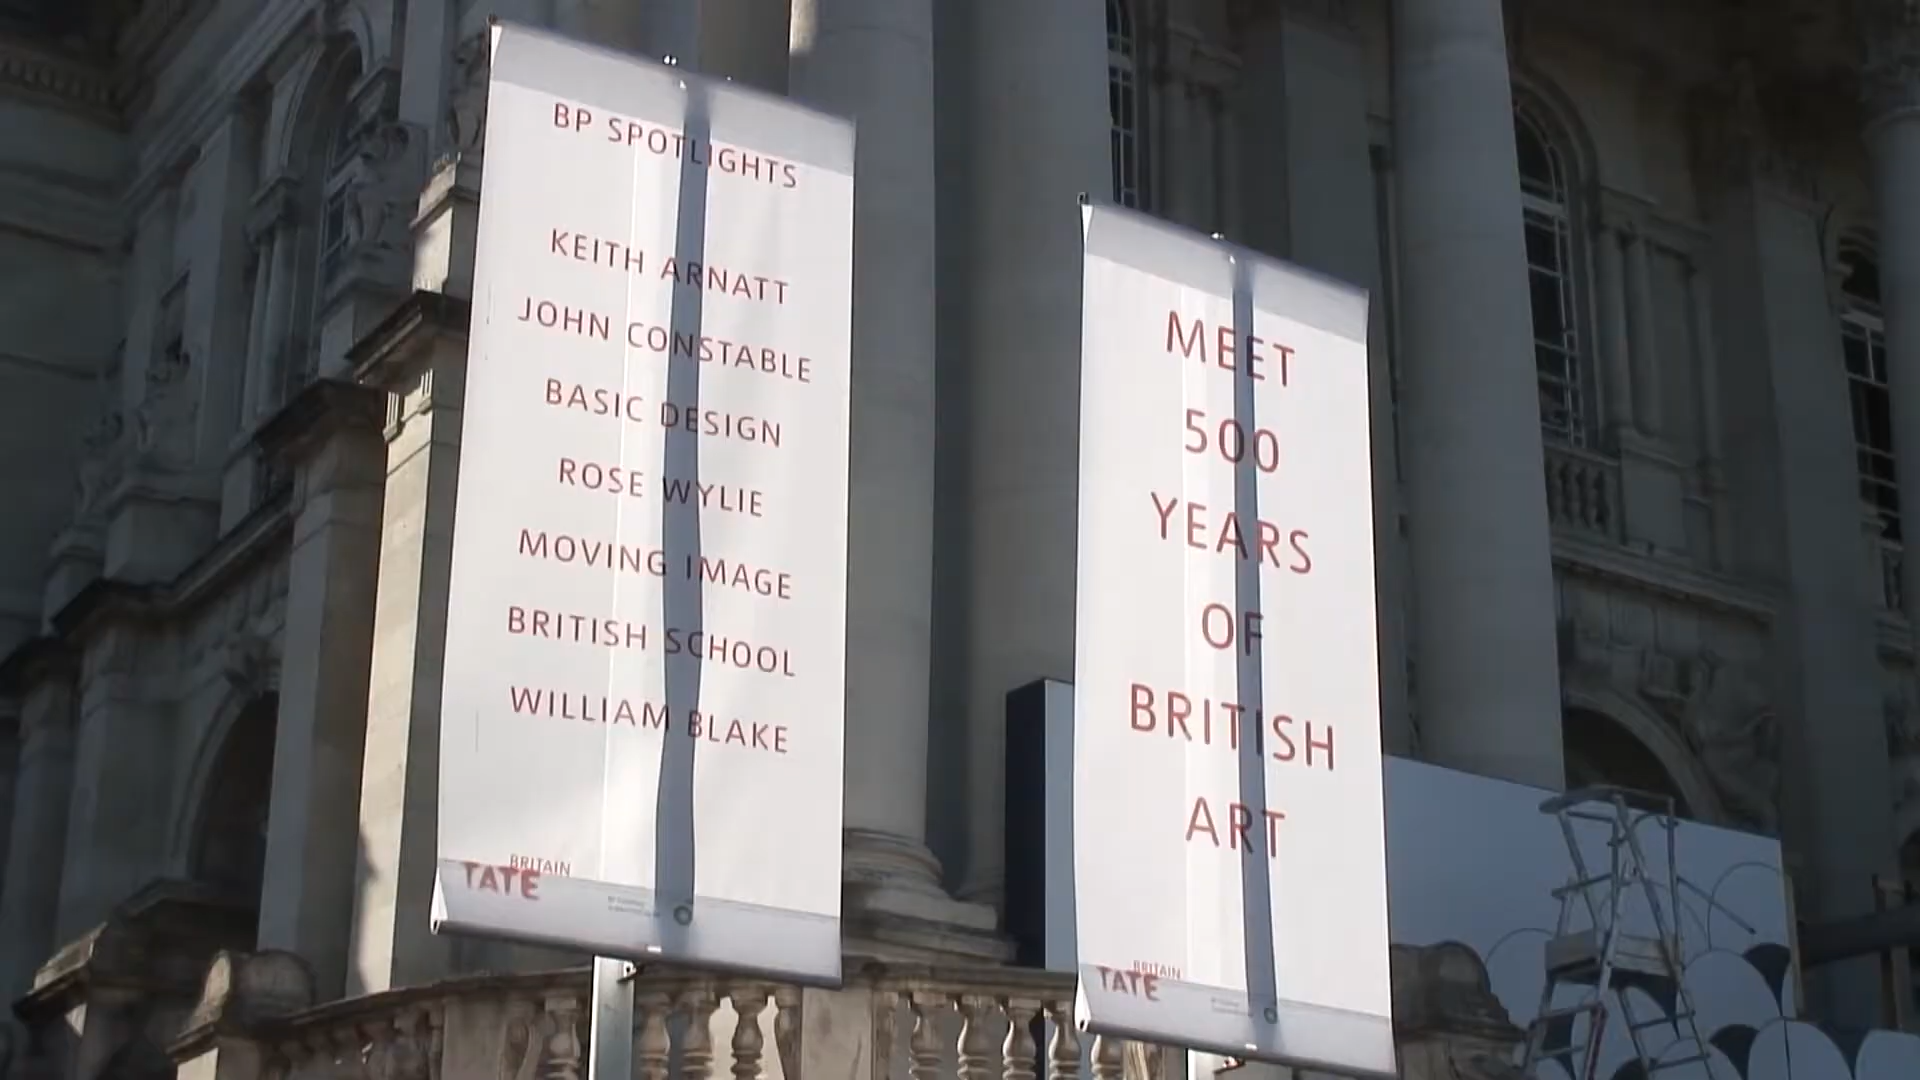 BP SPOTLIGHTS
KEITH ARNATT
JOHN CONSTABLE
BASIC DESIGN
ROSE WYLIE
MOVING IMAGE
BRITISH SCHOOL
WILLIAM BLAKE
BRITAIN
TATE
MEET
500
YEARS
OF
BRITISH
ART
BRITAIN
TATE